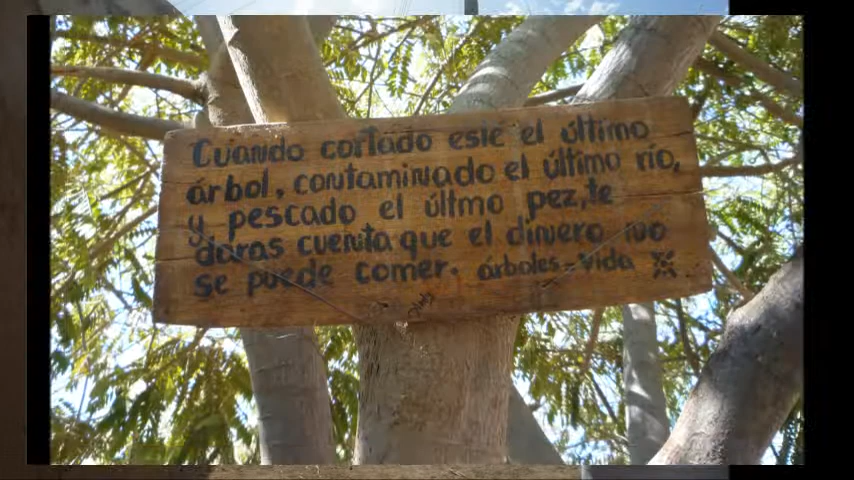 Cuando cortado este el último
árbol, contaminado el último río,
y, pescado el últmo pez, te
daras cuenta que el dinero no
se puede comer. árboles-vida